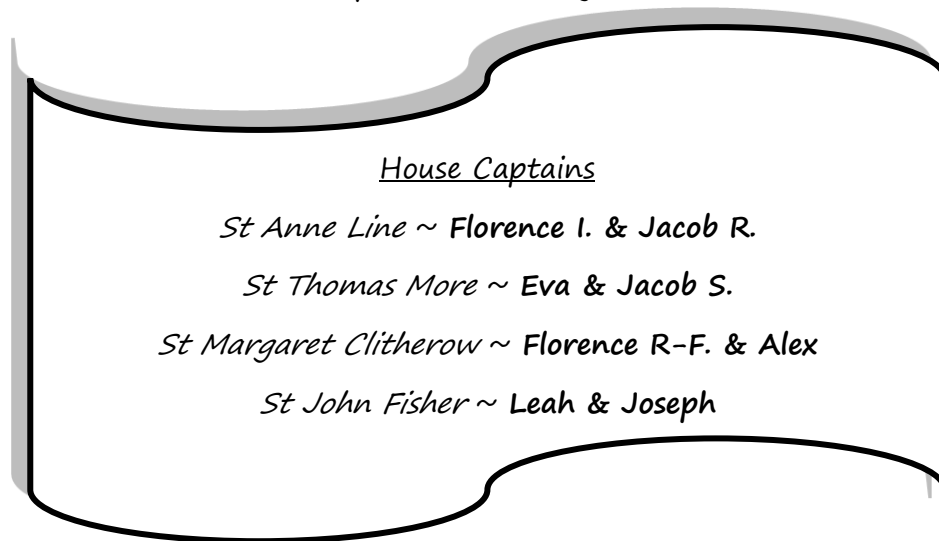 House Captains
St Anne Line ~ Florence I. & Jacob R.
St Thomas More ~ Eva & Jacob S.
St Margaret Clitherow ~ Florence R-F. & Alex
St John Fisher ~ Leah & Joseph